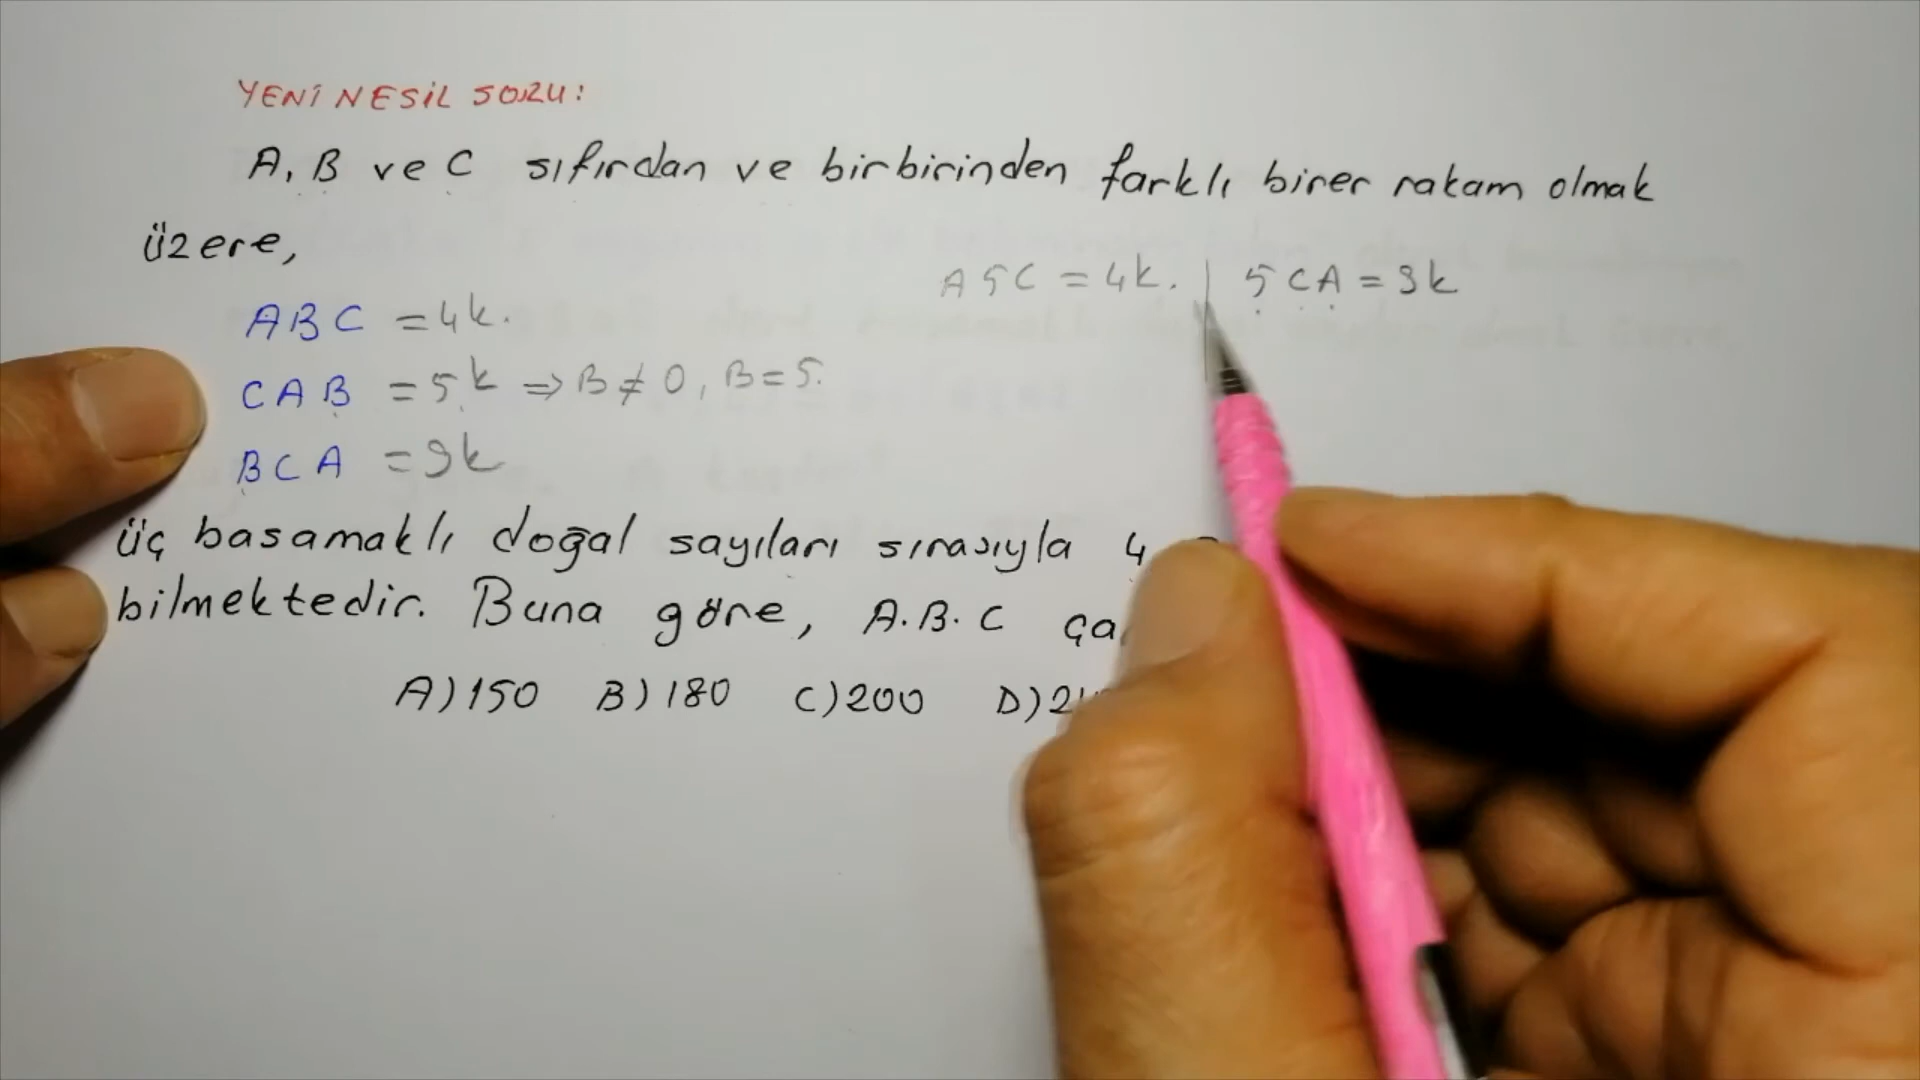 YENİ NESİL SORU:
A, B ve C sıfırdan ve birbirinden farklı birer rakam olmak
üzere,
A5C = 4k. | 5CA = 9k
ABC = 4k.
CAB = 5k ⇒ B ≠ 0, B = 5.
BCA = 9k
üç basamaklı doğal sayıları sırasıyla 4
bilmektedir. Buna göre, A.B.C
A) 150 B) 180 C) 200 D)